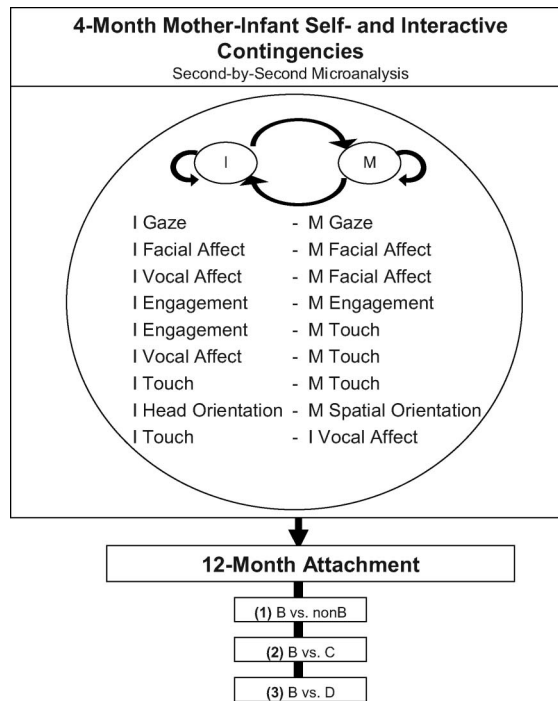 4-Month Mother-Infant Self- and Interactive
Contingencies
Second-by-Second Microanalysis
I M
I Gaze - M Gaze
I Facial Affect - M Facial Affect
I Vocal Affect - M Facial Affect
I Engagement - M Engagement
I Engagement - M Touch
I Vocal Affect - M Touch
I Touch - M Touch
I Head Orientation - M Spatial Orientation
I Touch - I Vocal Affect
12-Month Attachment
(1) B vs. nonB
(2) B vs. C
(3) B vs. D